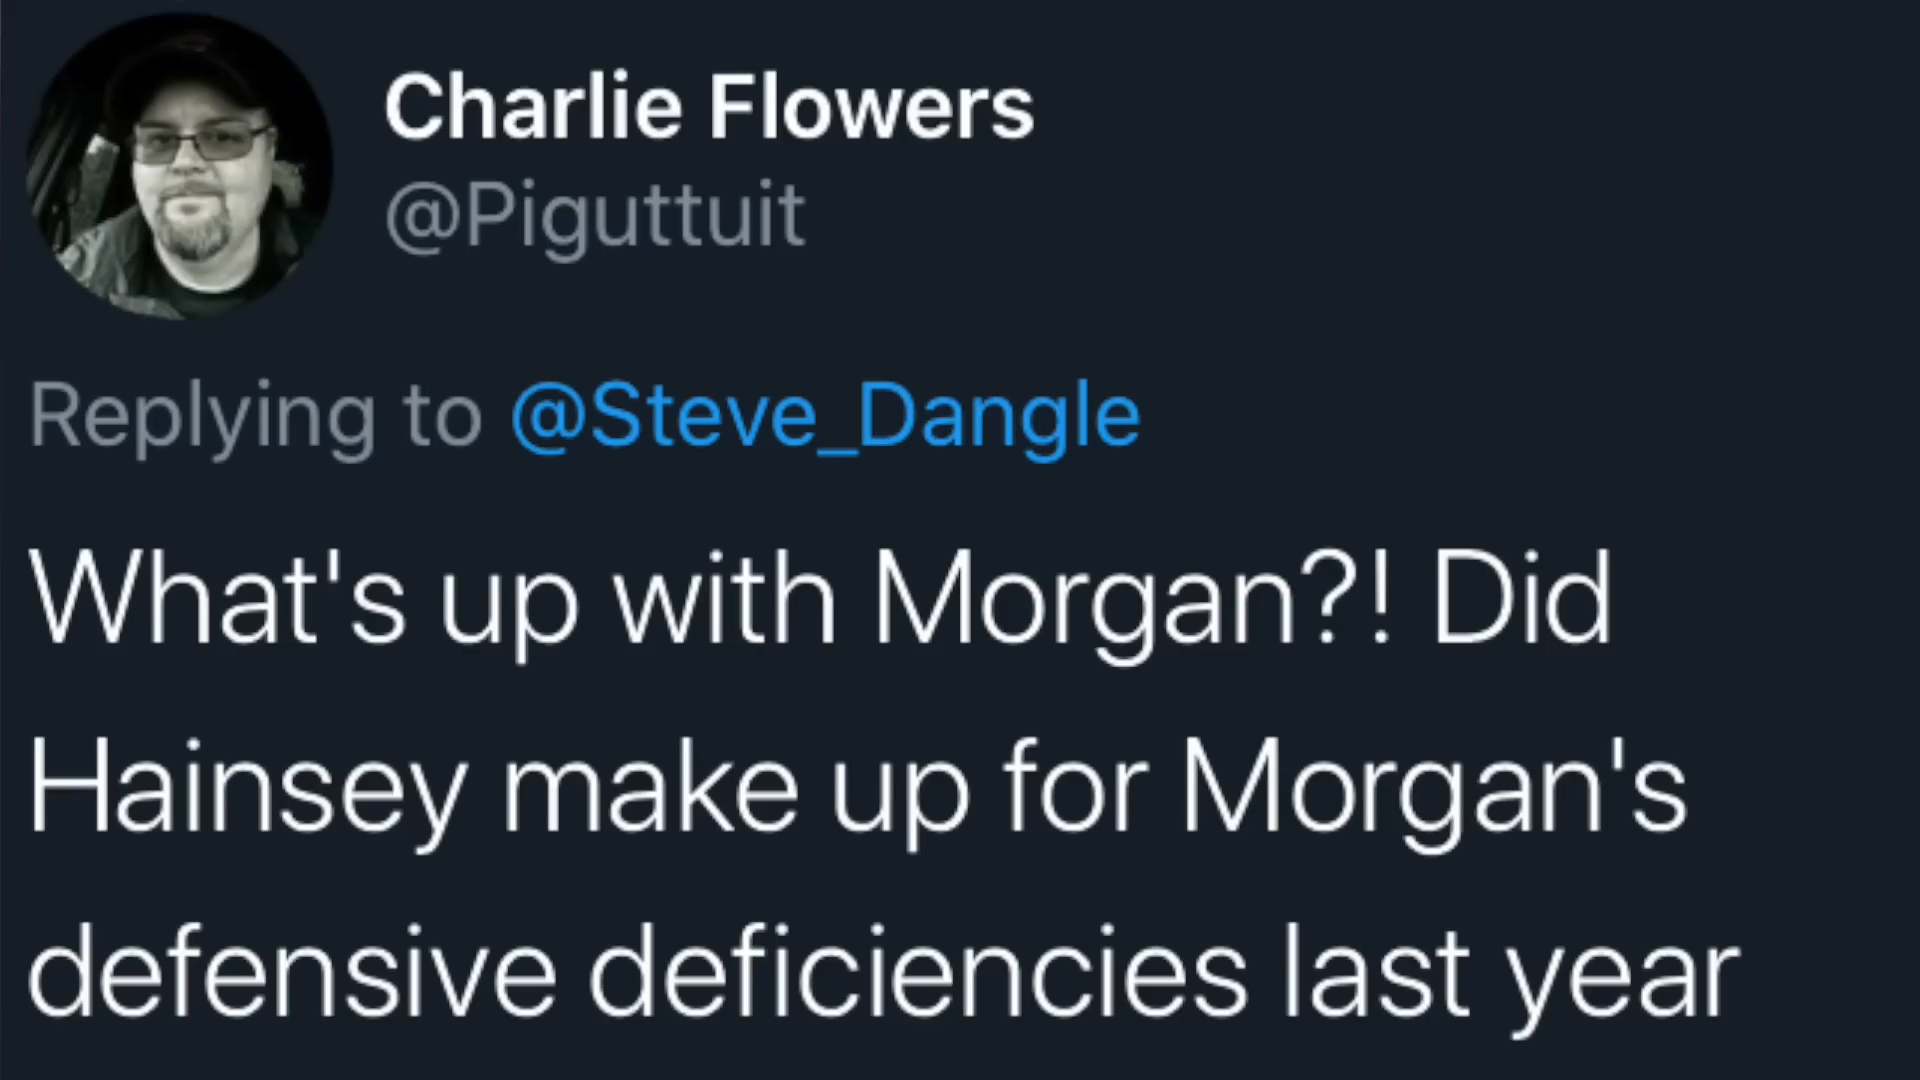 Charlie Flowers
@Piguttuit
Replying to @Steve_Dangle
What's up with Morgan?! Did
Hainsey make up for Morgan's
defensive deficiencies last year